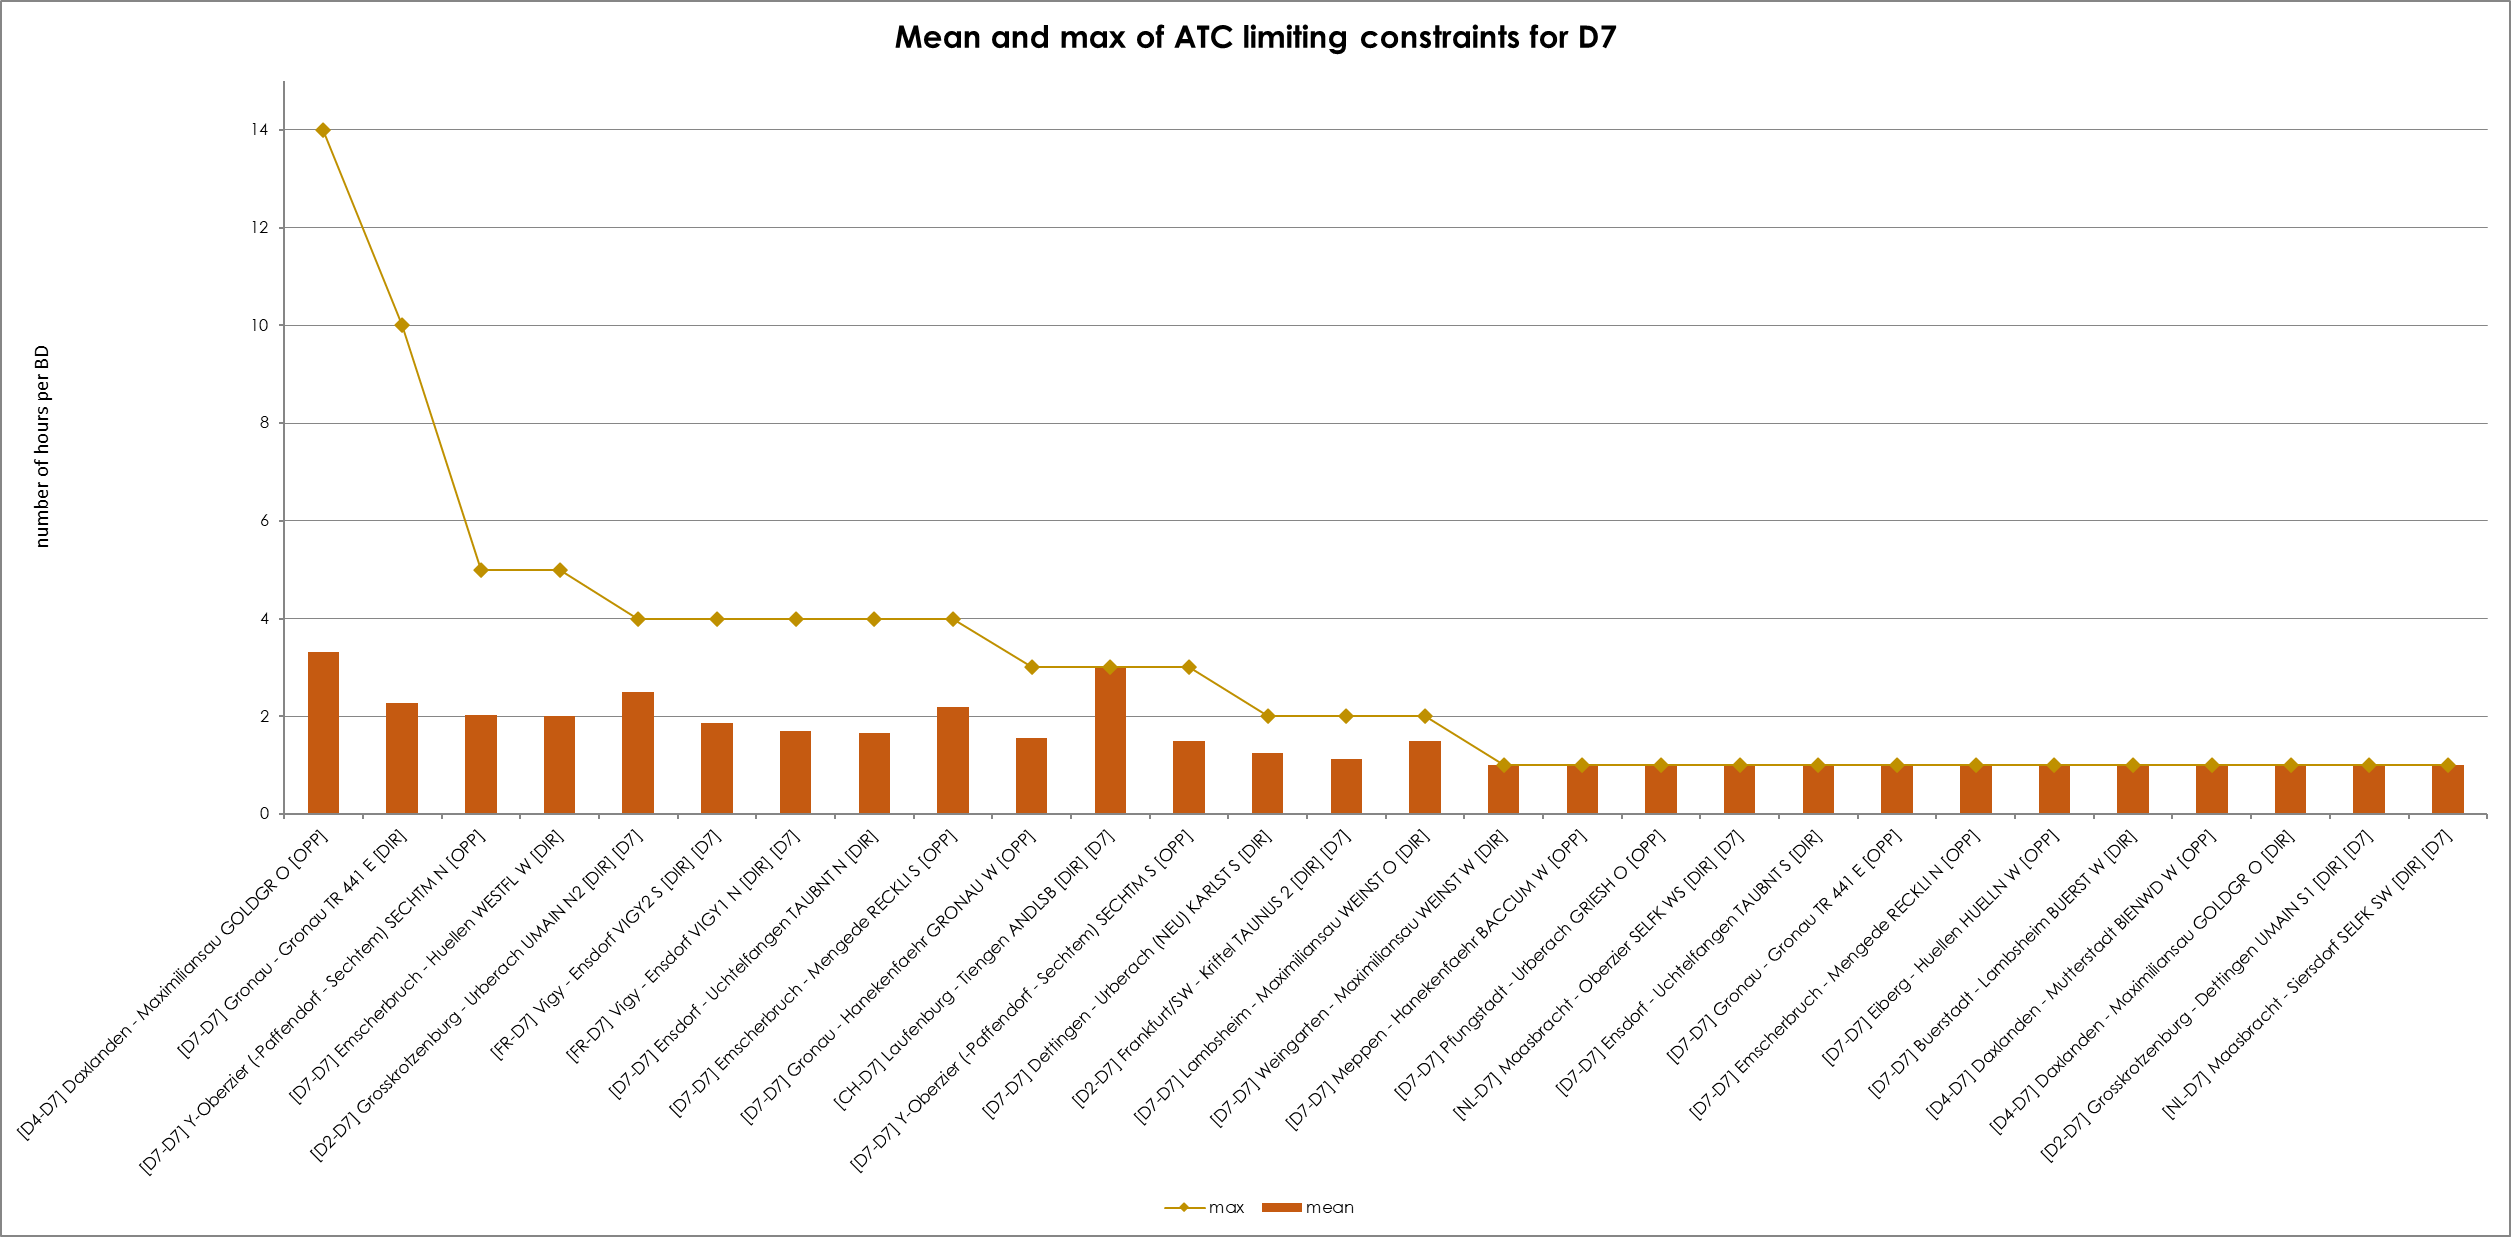 Mean and max of ATC limiting constraints for D7
number of hours per BD
14
12
10
8
6
4
2
0
[D4-D7] Daxlanden - Maximiliansau GOLDGR O [OPP]
[D7-D7] Gronau - Gronau TR 441 E [DIR]
[D7-D7] Y-Oberzier (-Paffendorf - Sechtem) SECHTM N [OPP]
[D7-D7] Emscherbruch - Huellen WESTFL W [DIR]
[D2-D7] Grosskrotzenburg - Urberach UMAIN N2 [DIR] [D7]
[FR-D7] Vigy - Ensdorf VIGY2 S [DIR] [D7]
[FR-D7] Vigy - Ensdorf VIGY1 N [DIR] [D7]
[D7-D7] Ensdorf - Uchtelfangen TAUBNT N [DIR]
[D7-D7] Emscherbruch - Mengede RECKLI S [OPP]
[D7-D7] Gronau - Hanekenfaehr GRONAU W [OPP]
[CH-D7] Laufenburg - Tiengen ANDLSB [DIR] [D7]
[D7-D7] Y-Oberzier (-Paffendorf - Sechtem) SECHTM S [OPP]
[D7-D7] Dettingen - Urberach (NEU) KARLST S [DIR]
[D2-D7] Frankfurt/SW - Kriftel TAUNUS 2 [DIR] [D7]
[D7-D7] Lambsheim - Maximiliansau WEINST O [DIR]
[D7-D7] Weingarten - Maximiliansau WEINST W [DIR]
[D7-D7] Meppen - Hanekenfaehr BACCUM W [OPP]
[D7-D7] Pfungstadt - Urberach GRIESH O [OPP]
[NL-D7] Maasbracht - Oberzier SELFK WS [DIR] [D7]
[D7-D7] Ensdorf - Uchtelfangen TAUBNT S [DIR]
[D7-D7] Gronau - Gronau TR 441 E [OPP]
[D7-D7] Emscherbruch - Mengede RECKLI N [OPP]
[D7-D7] Eiberg - Huellen HUELLN W [OPP]
[D7-D7] Buerstadt - Lambsheim BUERST W [DIR]
[D4-D7] Daxlanden - Mutterstadt BIENWD W [OPP]
[D4-D7] Daxlanden - Maximiliansau GOLDGR O [DIR]
[D2-D7] Grosskrotzenburg - Dettingen UMAIN S1 [DIR] [D7]
[NL-D7] Maasbracht - Siersdorf SELFK SW [DIR] [D7]
max
mean